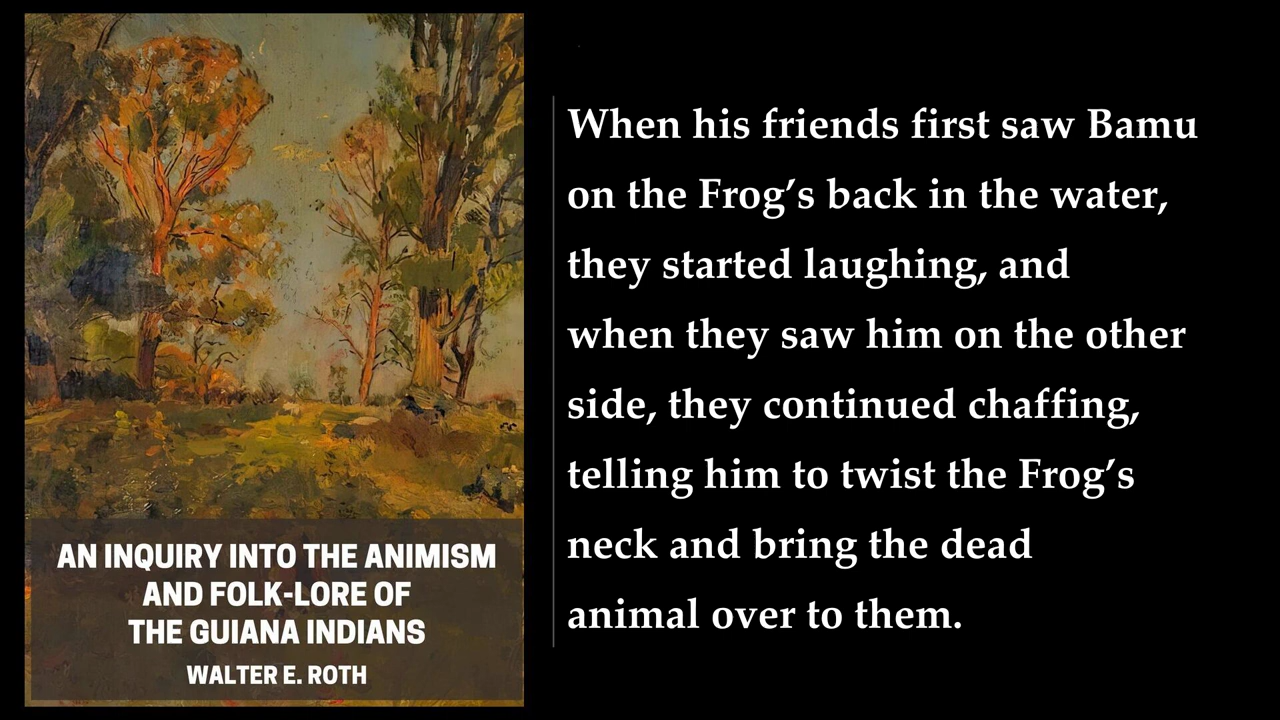 AN INQUIRY INTO THE ANIMISM
AND FOLK-LORE OF
THE GUIANA INDIANS
WALTER E. ROTH
When his friends first saw Bamu
on the Frog’s back in the water,
they started laughing, and
when they saw him on the other
side, they continued chaffing,
telling him to twist the Frog’s
neck and bring the dead
animal over to them.